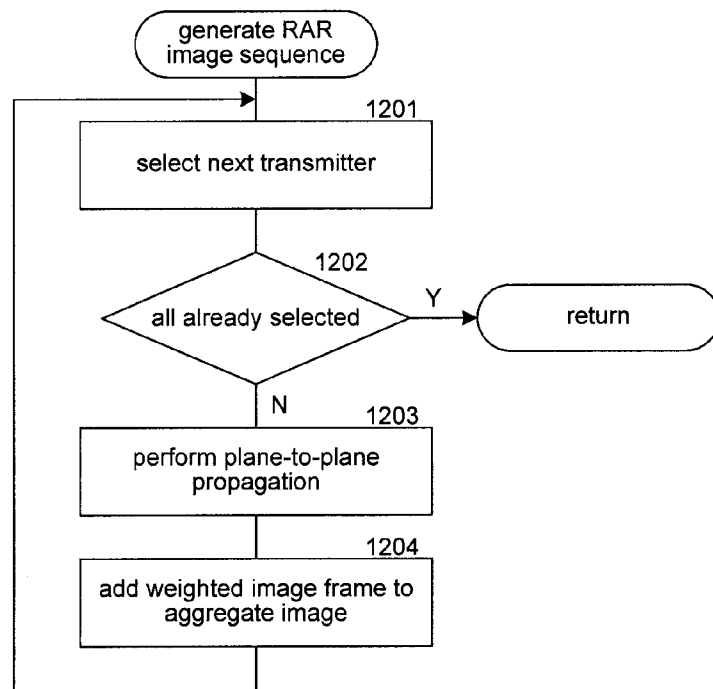 generate RAR
image sequence
1201
select next transmitter
1202
all already selected
Y
return
N
1203
perform plane-to-plane
propagation
1204
add weighted image frame to
aggregate image